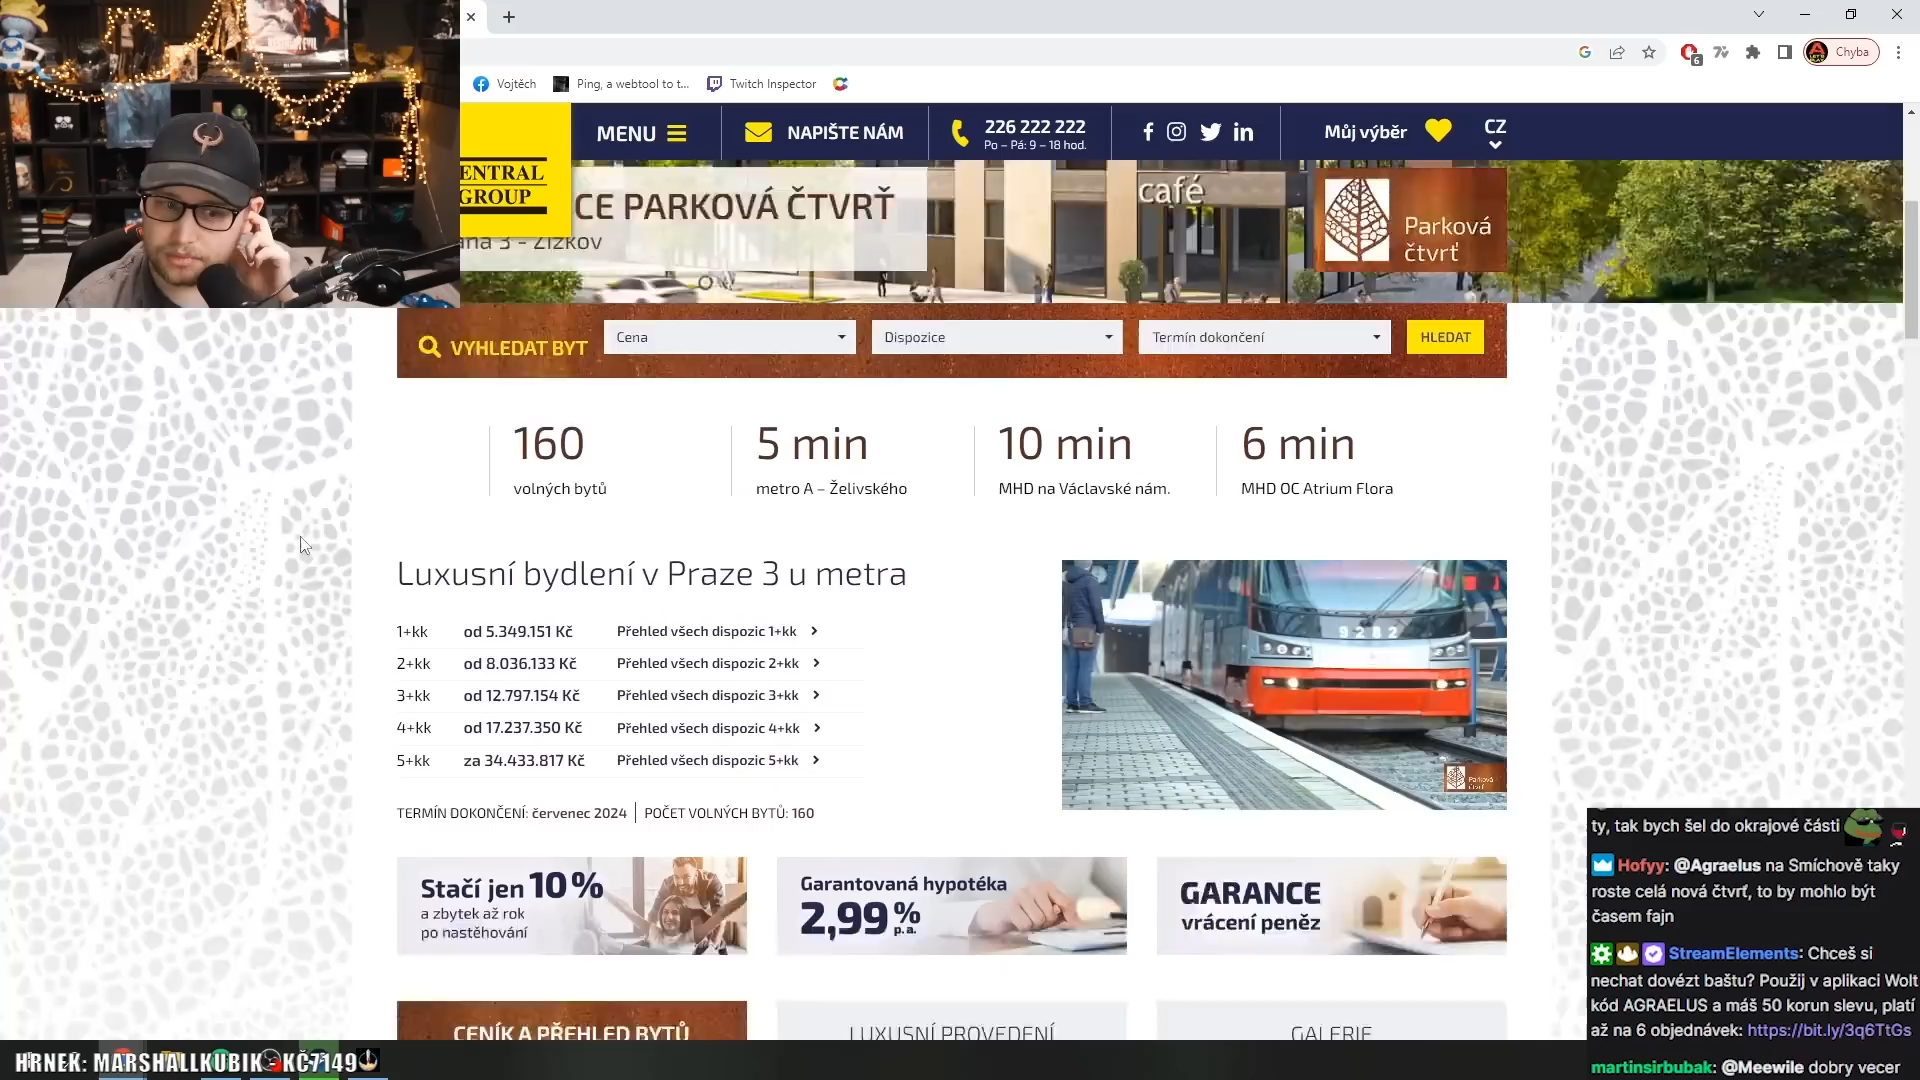 Chyba
6
Vojtěch
Ping, a webtool to t...
Twitch Inspector
MENU
NAPIŠTE NÁM
226 222 222
Po – Pá: 9 – 18 hod.
Můj výběr
CZ
ENTRAL
GROUP
CE PARKOVÁ ČTVRŤ
aha 3 - Žižkov
café
Parková
čtvrť
VYHLEDAT BYT
Cena
Dispozice
Termín dokončení
HLEDAT
160
volných bytů
5 min
metro A – Želivského
10 min
MHD na Václavské nám.
6 min
MHD OC Atrium Flora
Luxusní bydlení v Praze 3 u metra
1+kk od 5.349.151 Kč Přehled všech dispozic 1+kk
2+kk od 8.036.133 Kč Přehled všech dispozic 2+kk
3+kk od 12.797.154 Kč Přehled všech dispozic 3+kk
4+kk od 17.237.350 Kč Přehled všech dispozic 4+kk
5+kk za 34.433.817 Kč Přehled všech dispozic 5+kk
9282
Parková
čtvrť
TERMÍN DOKONČENÍ: červenec 2024 | POČET VOLNÝCH BYTŮ: 160
Stačí jen 10 %
a zbytek až rok
po nastěhování
Garantovaná hypotéka
2,99 % p.a.
GARANCE
vrácení peněz
CENÍK A PŘEHLED BYTŮ
LUXUSNÍ PROVEDENÍ
GALERIE
ty, tak bych šel do okrajové části
Hofyy: @Agraelus na Smíchově taky
roste celá nová čtvrť, to by mohlo být
časem fajn
StreamElements: Chceš si
nechat dovézt baštu? Použij v aplikaci Wolt
kód AGRAELUS a máš 50 korun slevu, platí
až na 6 objednávek: https://bit.ly/3q6TtGs
martinsirbubak: @Meewile dobry vecer
HRNEK: MARSHALLKUBIK - KČ7149